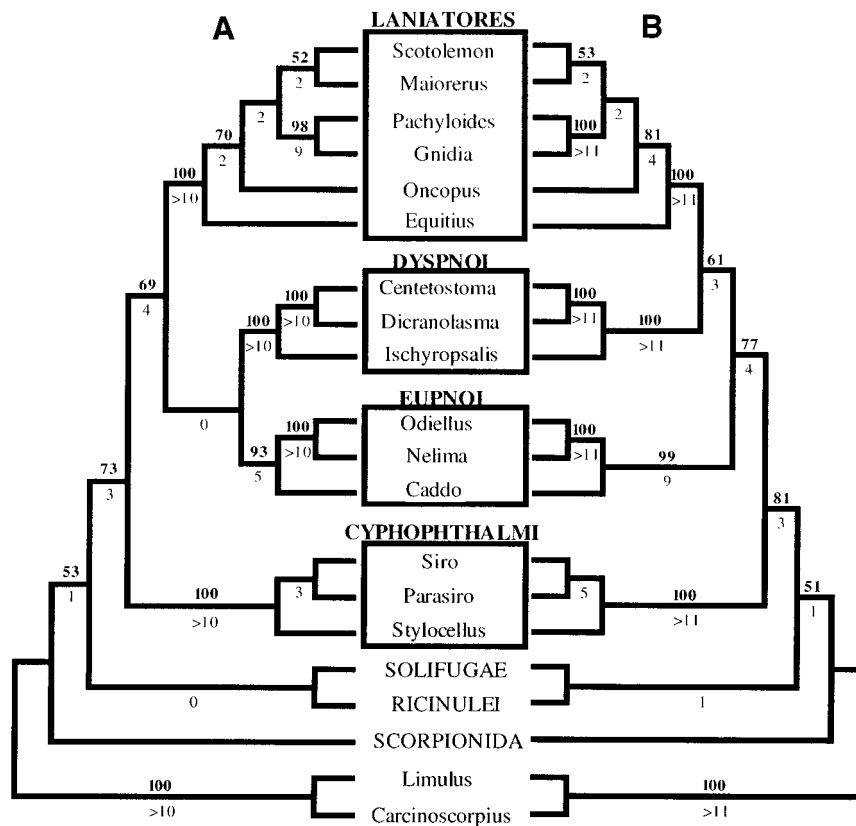 LANIATORES
A
B
Scotolemon
52
53
2
2
Maiorerus
2
2
Pachyloides
98
100
70
81
9
>11
Gnidia
2
4
100
100
Oncopus
>10
>11
Equitius
DYSPNOI
69
61
4
3
Centetostoma
100
100
>10
>11
Dicranolasma
100
100
>10
>11
Ischyropsalis
77
4
EUPNOI
0
Odiellus
100
100
>10
>11
Nelima
93
99
5
9
Caddo
73
3
81
3
CYPHOPHTHALMI
Siro
3
5
53
51
1
1
Parasiro
100
100
>10
>11
Stylocellus
SOLIFUGAE
0
1
RICINULEI
SCORPIONIDA
Limulus
100
100
>10
>11
Carcinoscorpius